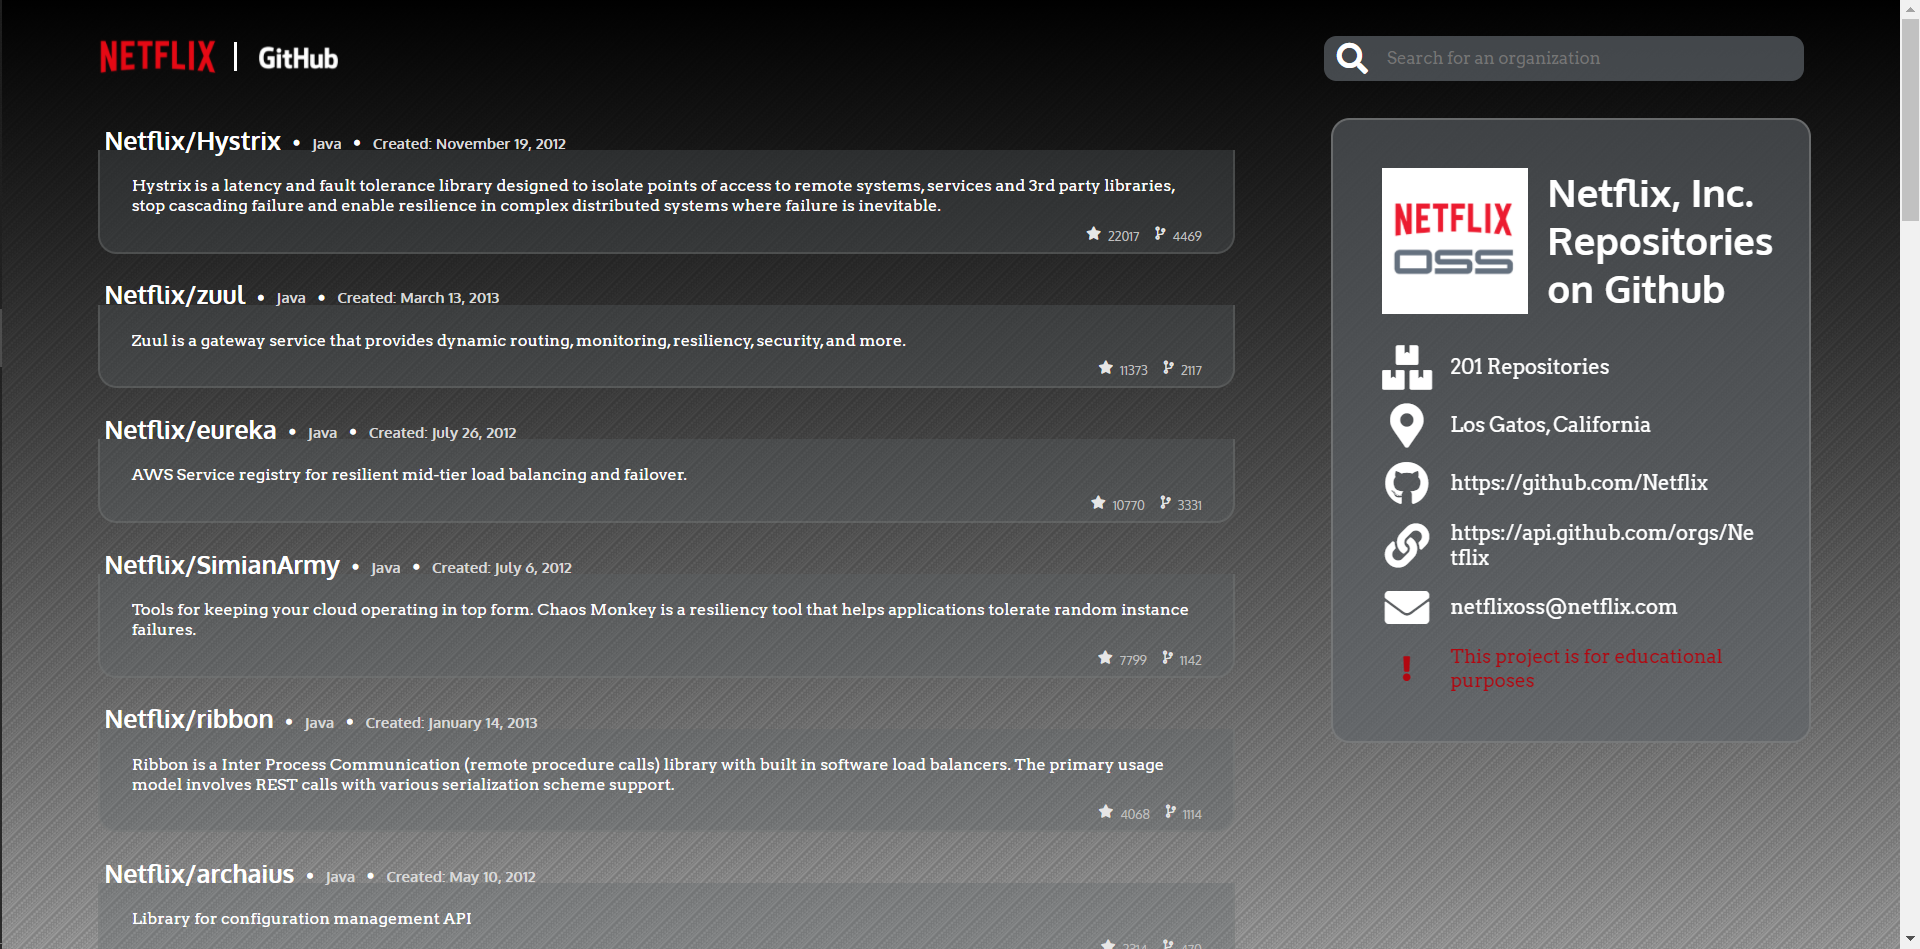 NETFLIX | GitHub
Search for an organization
Netflix/Hystrix • Java • Created: November 19, 2012
Hystrix is a latency and fault tolerance library designed to isolate points of access to remote systems, services and 3rd party libraries,
stop cascading failure and enable resilience in complex distributed systems where failure is inevitable.
22017 4469
Netflix/zuul • Java • Created: March 13, 2013
Zuul is a gateway service that provides dynamic routing, monitoring, resiliency, security, and more.
11373 2117
Netflix/eureka • Java • Created: July 26, 2012
AWS Service registry for resilient mid-tier load balancing and failover.
10770 3331
Netflix/SimianArmy • Java • Created: July 6, 2012
Tools for keeping your cloud operating in top form. Chaos Monkey is a resiliency tool that helps applications tolerate random instance
failures.
7799 1142
Netflix/ribbon • Java • Created: January 14, 2013
Ribbon is a Inter Process Communication (remote procedure calls) library with built in software load balancers. The primary usage
model involves REST calls with various serialization scheme support.
4068 1114
Netflix/archaius • Java • Created: May 10, 2012
Library for configuration management API
NETFLIX
OSS
Netflix, Inc.
Repositories
on Github
201 Repositories
Los Gatos, California
https://github.com/Netflix
https://api.github.com/orgs/Ne
tflix
netflixoss@netflix.com
This project is for educational
purposes